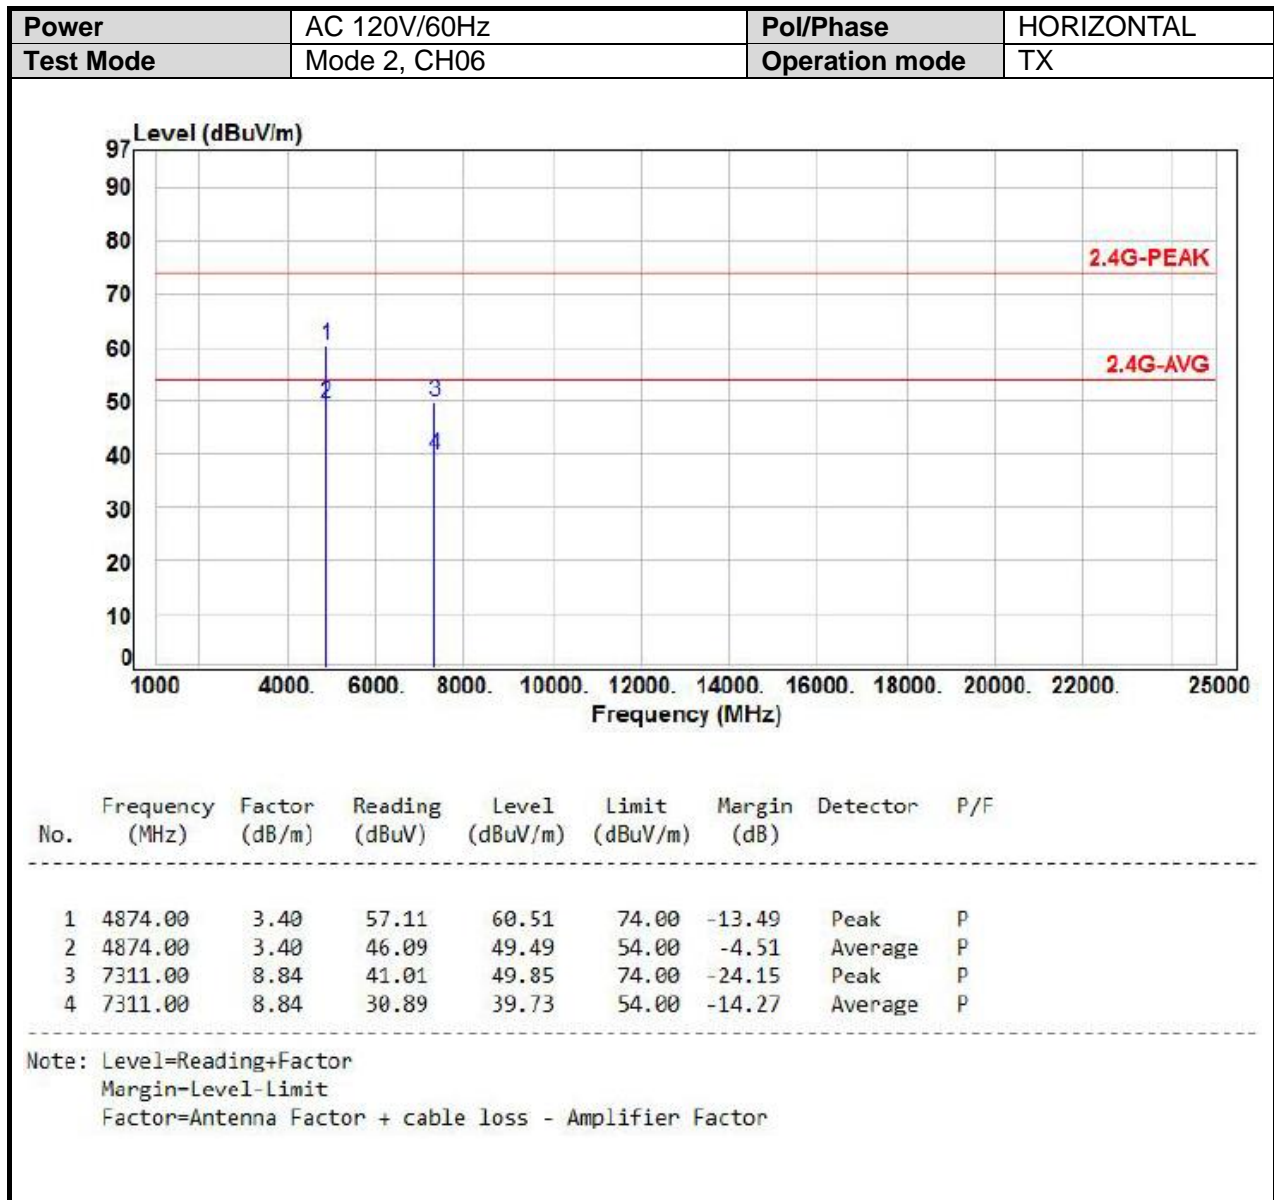 Power AC 120V/60Hz Pol/Phase HORIZONTAL
Test Mode Mode 2, CH06 Operation mode TX
Level (dBuV/m)
97
90
80
2.4G-PEAK
70
1
60
2.4G-AVG
2 3
50
4
40
30
20
10
0
1000 4000. 6000. 8000. 10000. 12000. 14000. 16000. 18000. 20000. 22000. 25000
Frequency (MHz)
Frequency Factor Reading Level Limit Margin Detector P/F
No. (MHz) (dB/m) (dBuV) (dBuV/m) (dBuV/m) (dB)
1 4874.00 3.40 57.11 60.51 74.00 -13.49 Peak P
2 4874.00 3.40 46.09 49.49 54.00 -4.51 Average P
3 7311.00 8.84 41.01 49.85 74.00 -24.15 Peak P
4 7311.00 8.84 30.89 39.73 54.00 -14.27 Average P
Note: Level=Reading+Factor
Margin=Level-Limit
Factor=Antenna Factor + cable loss - Amplifier Factor